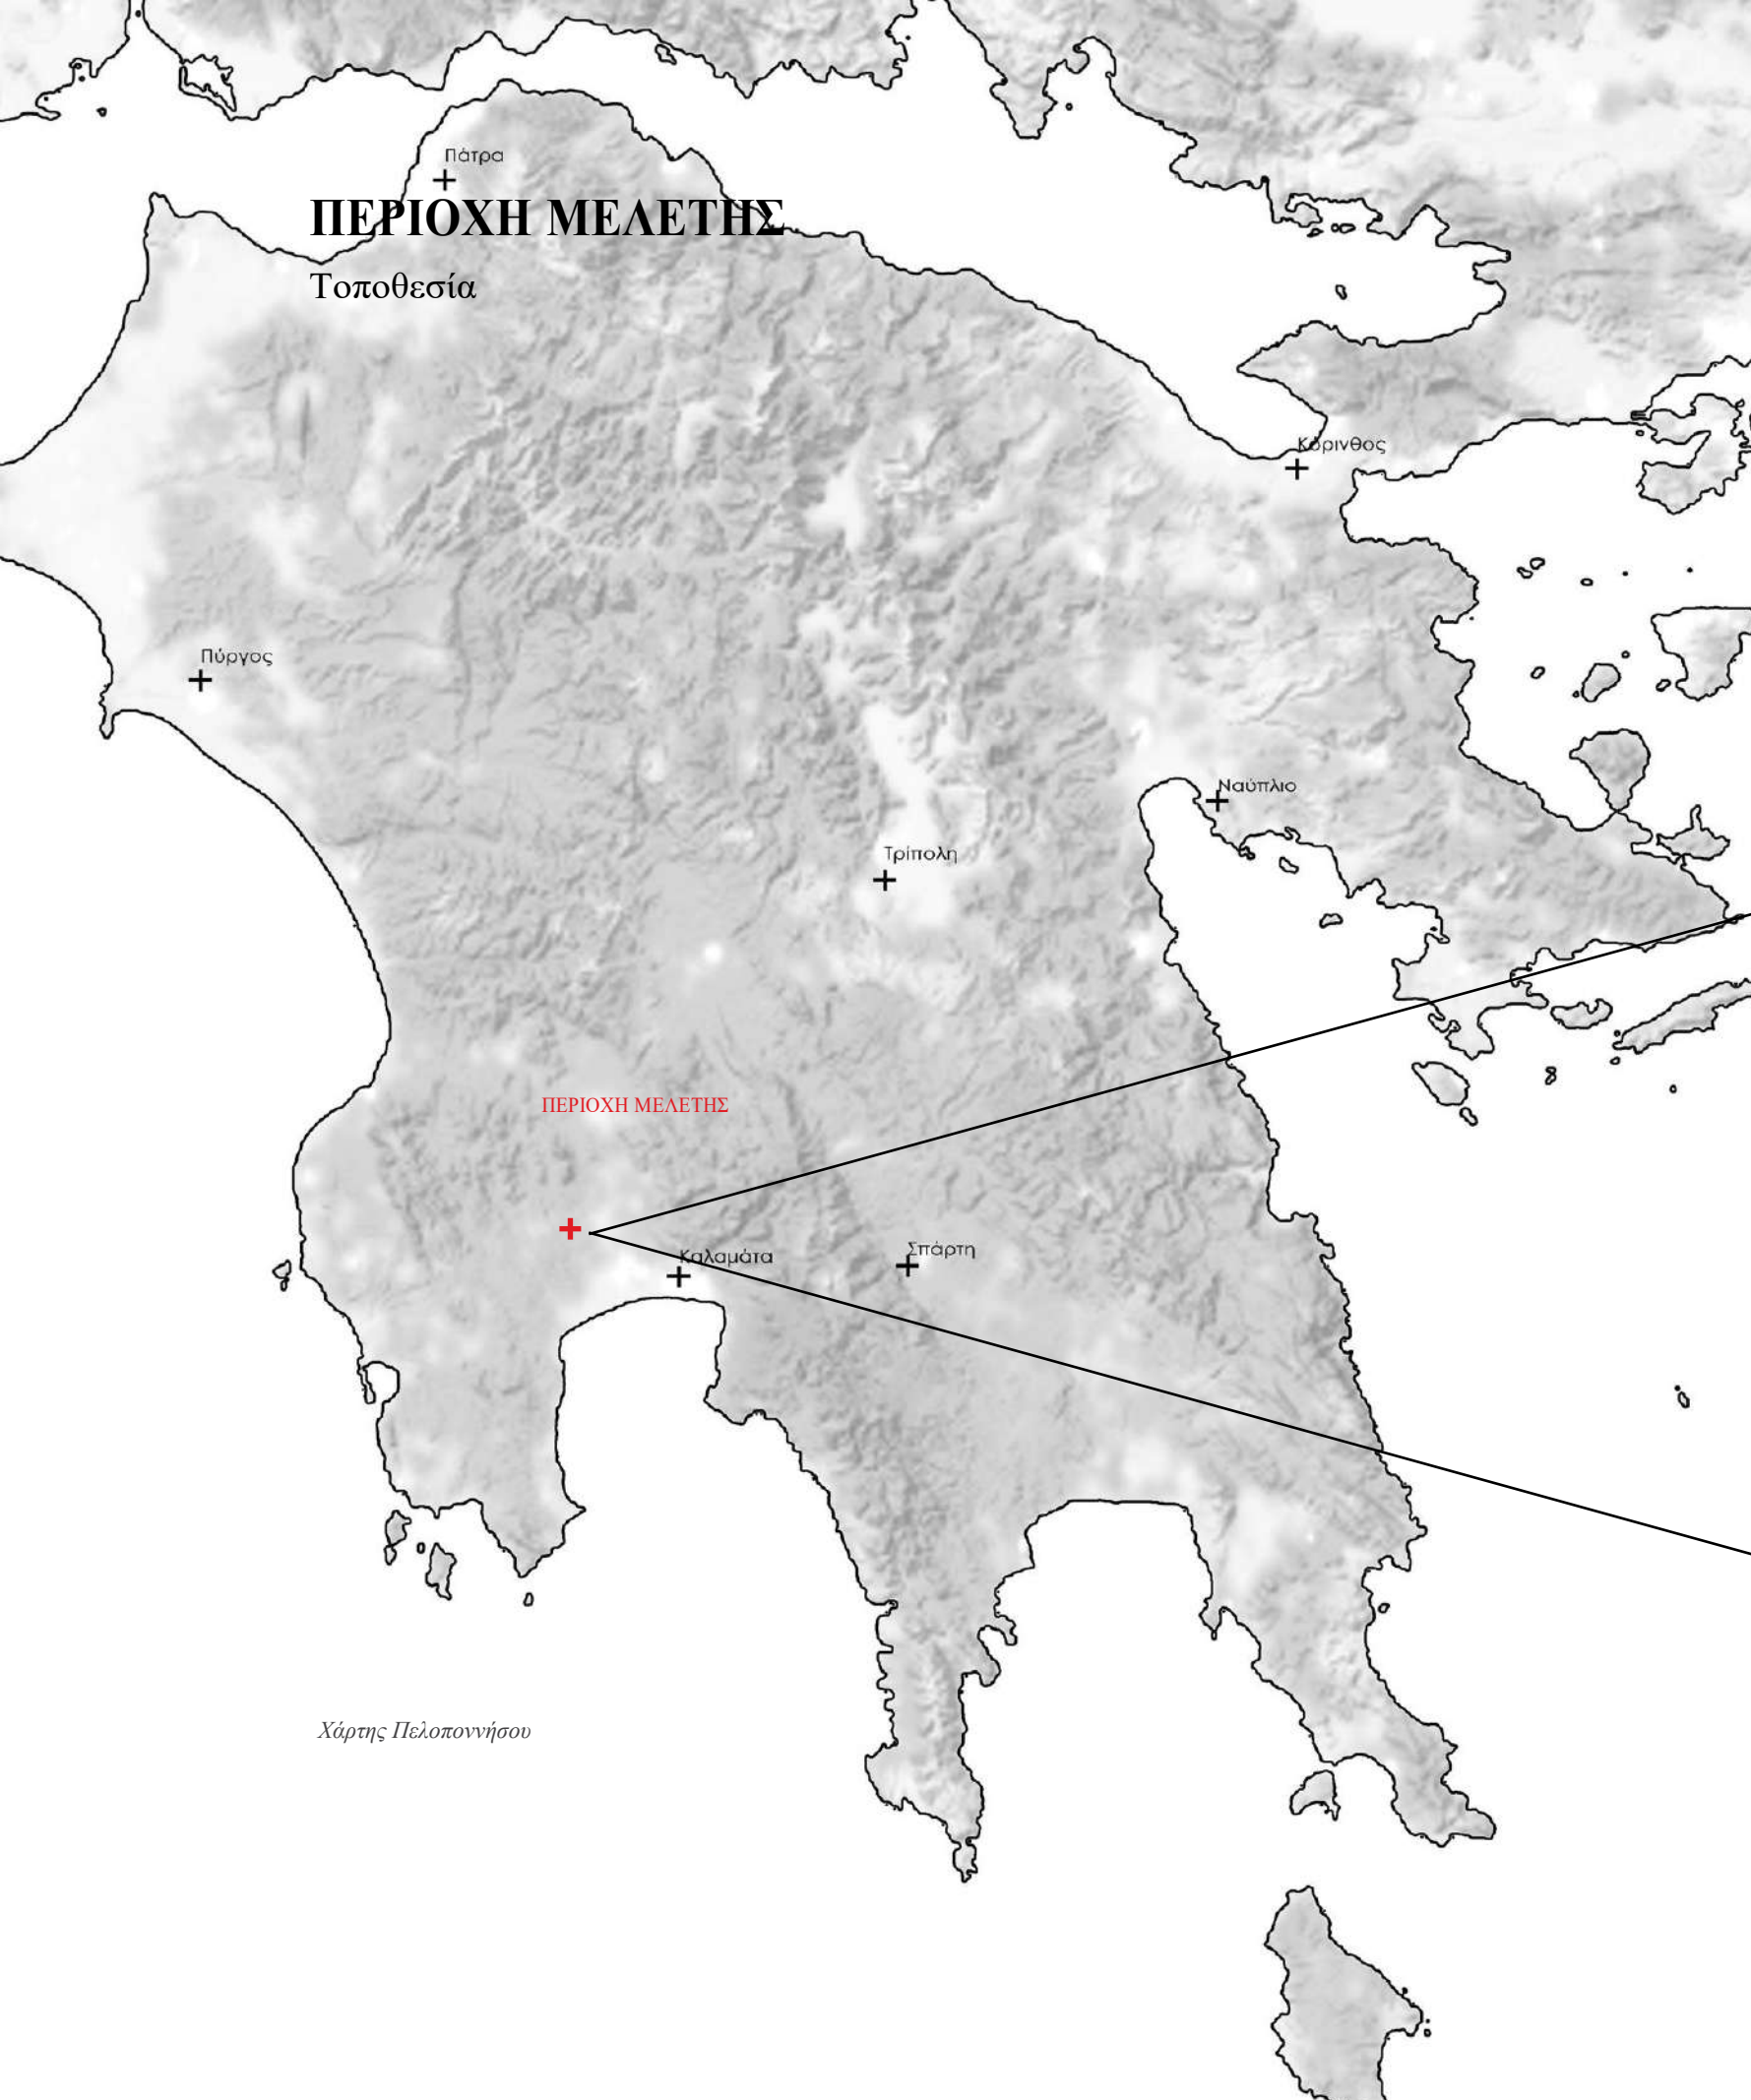 Πάτρα
ΠΕΡΙΟΧΗ ΜΕΛΕΤΗΣ
Τοποθεσία
Κόρινθος
Πύργος
Ναύπλιο
Τρίπολη
ΠΕΡΙΟΧΗ ΜΕΛΕΤΗΣ
Σπάρτη
Καλαμάτα
Χάρτης Πελοποννήσου